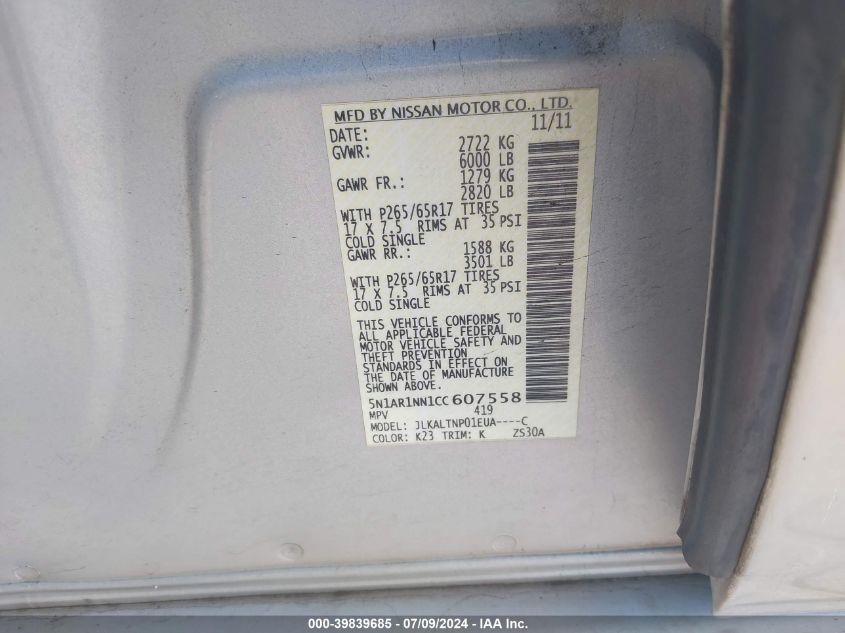 MFD BY NISSAN MOTOR CO., LTD.
DATE: 11/11
GVWR: 2722 KG
6000 LB
GAWR FR.: 1279 KG
2820 LB
WITH P265/65R17 TIRES
17 X 7.5 RIMS AT 35 PSI
COLD SINGLE
GAWR RR.: 1588 KG
3501 LB
WITH P265/65R17 TIRES
17 X 7.5 RIMS AT 35 PSI
COLD SINGLE
THIS VEHICLE CONFORMS TO
ALL APPLICABLE FEDERAL
MOTOR VEHICLE SAFETY AND
THEFT PREVENTION
STANDARDS IN EFFECT ON
THE DATE OF MANUFACTURE
SHOWN ABOVE.
5N1AR1NN1CC607558
MPV 419
MODEL: JLKALTNP01EUA----C
COLOR: K23 TRIM: K ZS30A
000-39839685 - 07/09/2024 - IAA Inc.